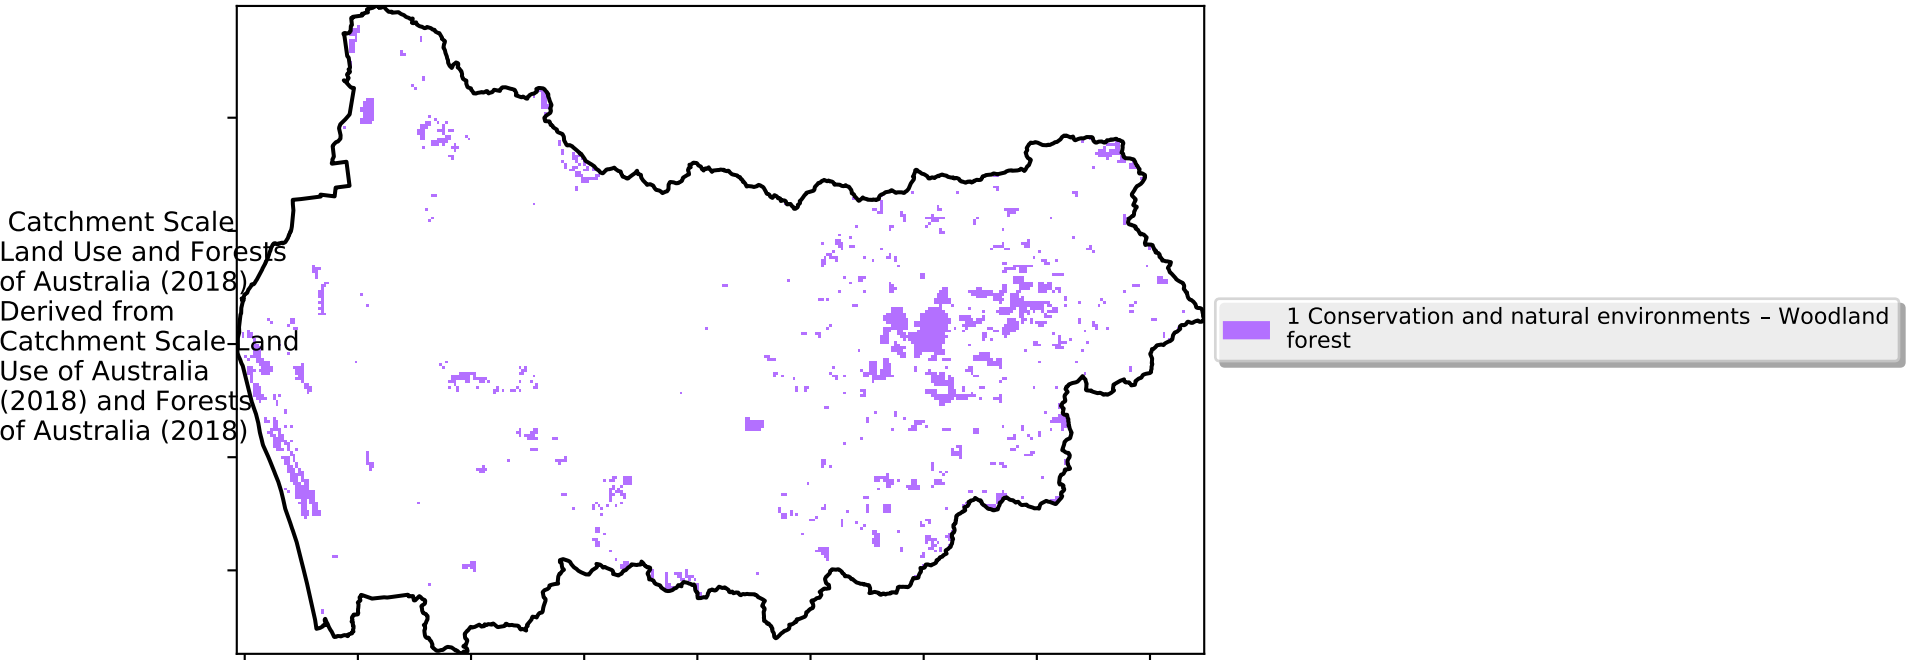 Catchment Scale
Land Use and Forests
of Australia (2018)
Derived from
Catchment Scale Land
Use of Australia
(2018) and Forests
of Australia (2018)
1 Conservation and natural environments – Woodland
forest